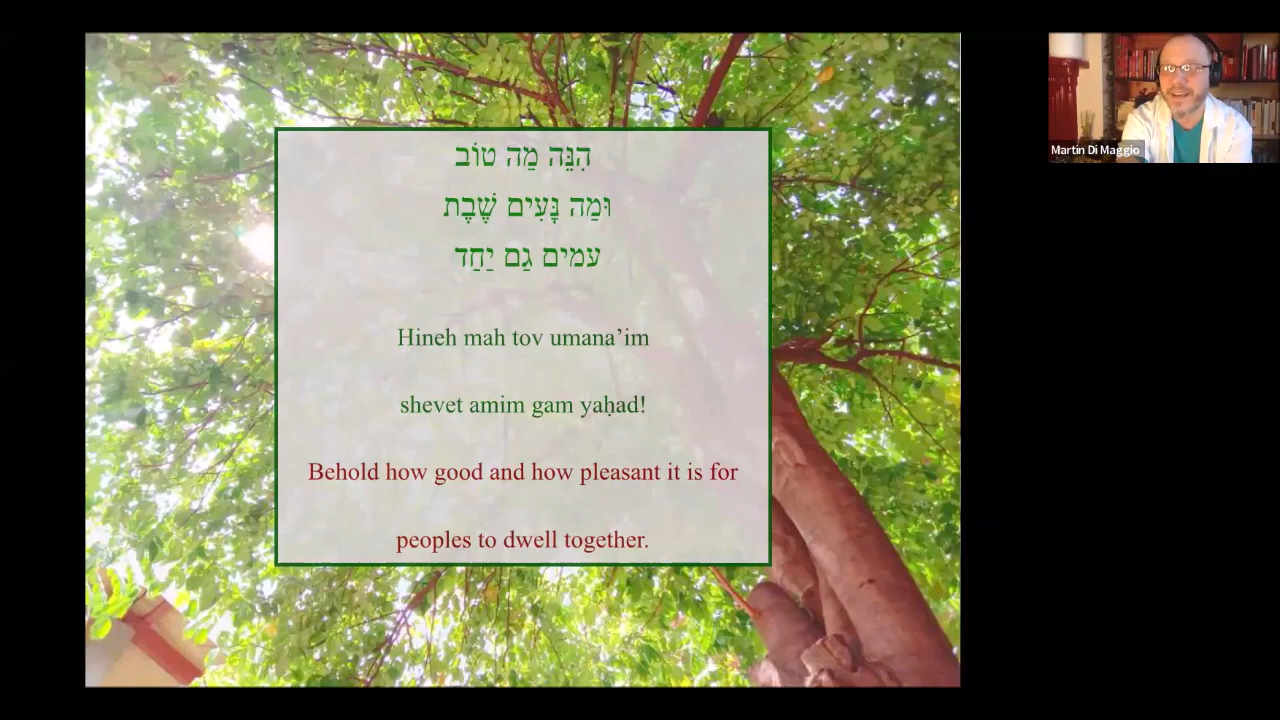 הִנֵּה מַה טוֹב
וּמַה נָּעִים שֶׁבֶת
עמים גַם יַחַד
Hineh mah tov umana’im
shevet amim gam yaḥad!
Behold how good and how pleasant it is for
peoples to dwell together.
Martin Di Maggio